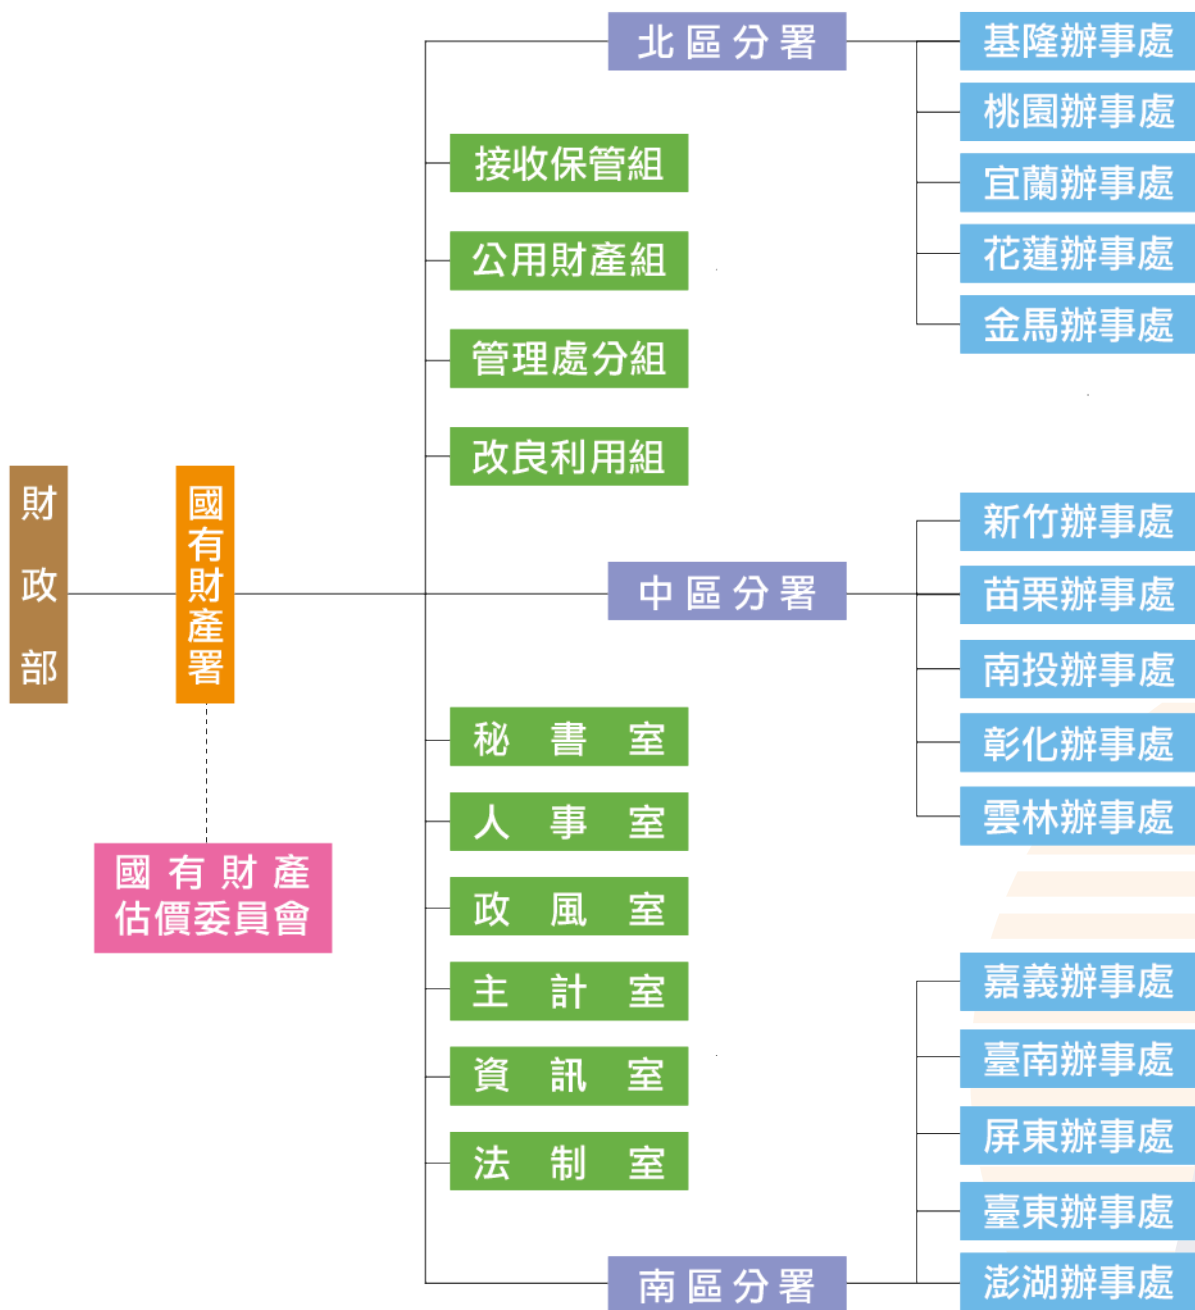 財政部
國有財產署
國有財產
估價委員會
北區分署
基隆辦事處
桃園辦事處
宜蘭辦事處
花蓮辦事處
金馬辦事處
接收保管組
公用財產組
管理處分組
改良利用組
中區分署
新竹辦事處
苗栗辦事處
南投辦事處
彰化辦事處
雲林辦事處
秘書室
人事室
政風室
主計室
資訊室
法制室
南區分署
嘉義辦事處
臺南辦事處
屏東辦事處
臺東辦事處
澎湖辦事處